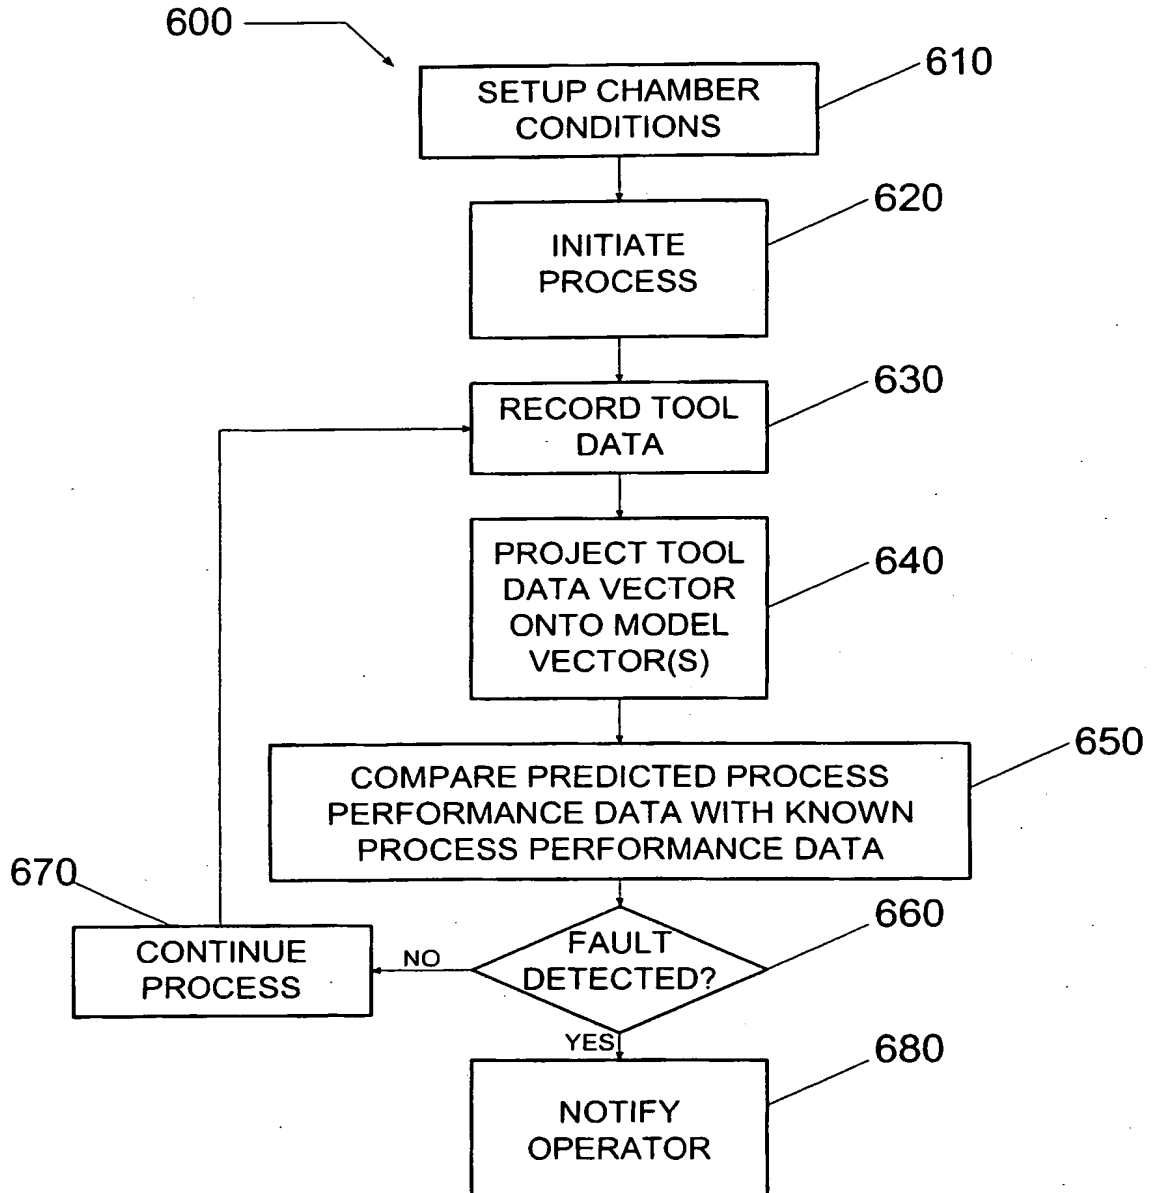 600
610
SETUP CHAMBER
CONDITIONS
620
INITIATE
PROCESS
630
RECORD TOOL
DATA
640
PROJECT TOOL
DATA VECTOR
ONTO MODEL
VECTOR(S)
650
COMPARE PREDICTED PROCESS
PERFORMANCE DATA WITH KNOWN
PROCESS PERFORMANCE DATA
670
CONTINUE
PROCESS
NO
660
FAULT
DETECTED?
YES
680
NOTIFY
OPERATOR